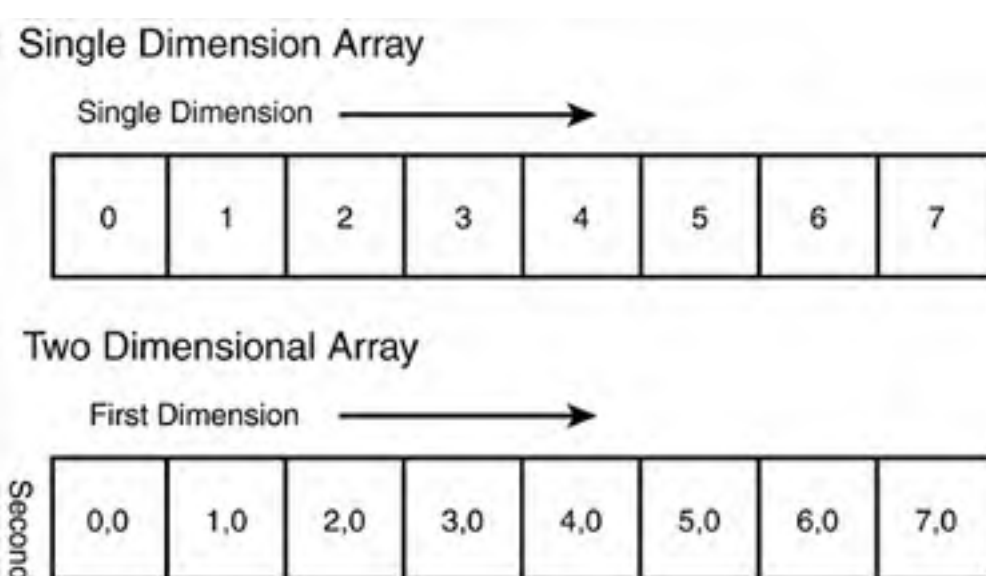 Single Dimension Array
Single Dimension
0 1 2 3 4 5 6 7
Two Dimensional Array
First Dimension
Second
0,0 1,0 2,0 3,0 4,0 5,0 6,0 7,0